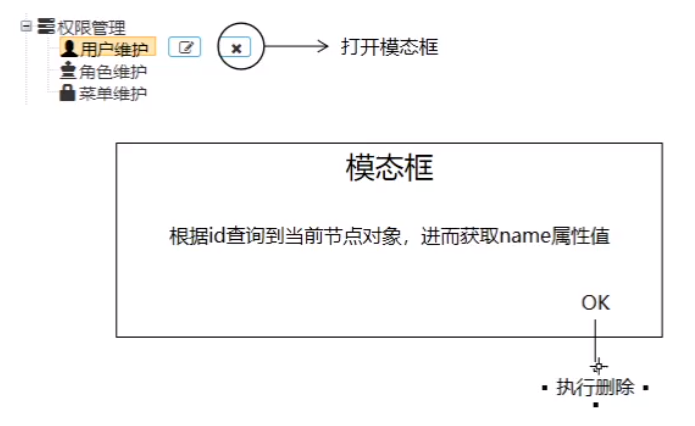 权限管理
用户维护
打开模态框
角色维护
菜单维护
模态框
根据id查询到当前节点对象，进而获取name属性值
OK
执行删除